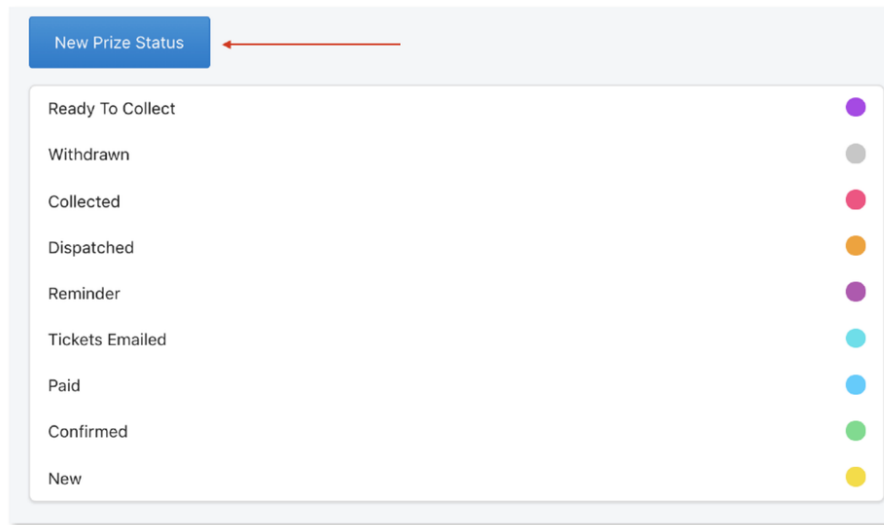 New Prize Status
Ready To Collect
Withdrawn
Collected
Dispatched
Reminder
Tickets Emailed
Paid
Confirmed
New